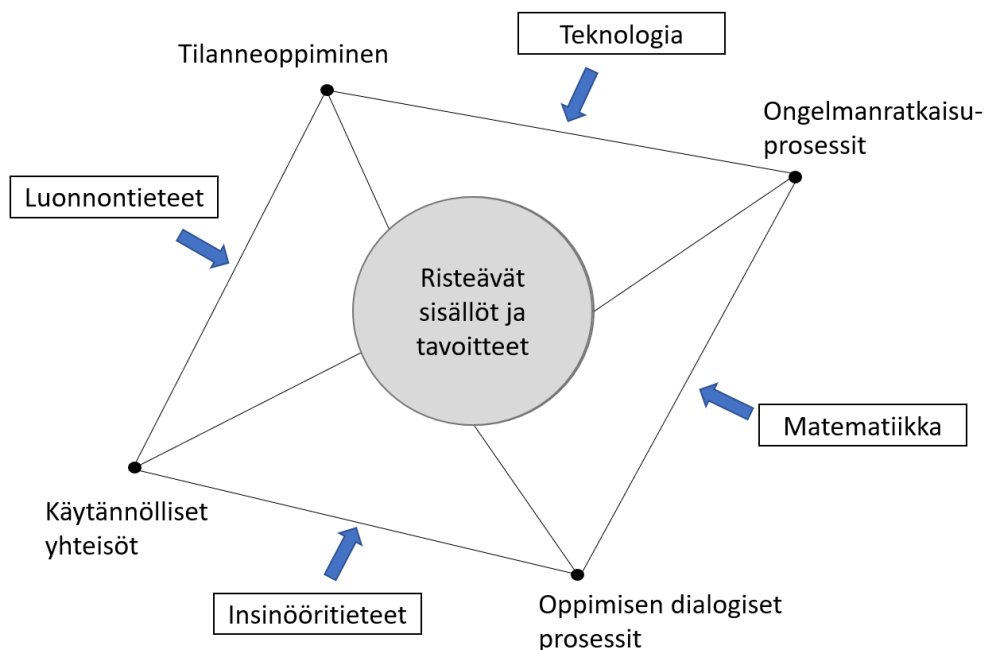 Teknologia
Tilanneoppiminen
Ongelmanratkaisu-
prosessit
Luonnontieteet
Risteävät
sisällöt ja
tavoitteet
Matematiikka
Käytännölliset
yhteisöt
Insinööritieteet
Oppimisen dialogiset
prosessit